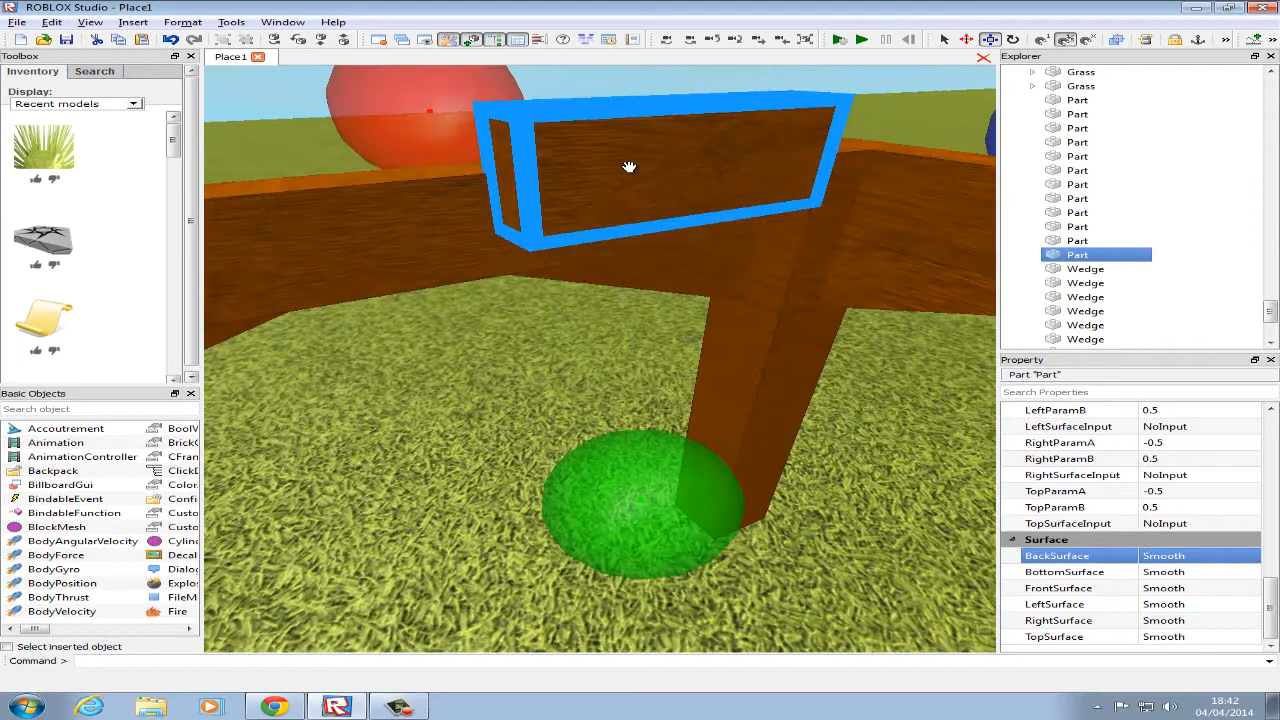 ROBLOX Studio - Place1
File Edit View Insert Format Tools Window Help
Toolbox
Inventory Search
Display:
Recent models
Basic Objects
Search object
Accoutrement BoolV
Animation BrickC
AnimationController CFran
Backpack ClickD
BillboardGui Color.
BindableEvent Confi
BindableFunction Custo
BlockMesh Custo
BodyAngularVelocity Cylin
BodyForce Decal
BodyGyro Dialog
BodyPosition Explos
BodyThrust FileM
BodyVelocity Fire
Select inserted object
Command >
Place1
Explorer
Grass
Grass
Part
Part
Part
Part
Part
Part
Part
Part
Part
Part
Part
Part
Wedge
Wedge
Wedge
Wedge
Wedge
Wedge
Property
Part "Part"
Search Properties
LeftParamB 0.5
LeftSurfaceInput NoInput
RightParamA -0.5
RightParamB 0.5
RightSurfaceInput NoInput
TopParamA -0.5
TopParamB 0.5
TopSurfaceInput NoInput
Surface
BackSurface Smooth
BottomSurface Smooth
FrontSurface Smooth
LeftSurface Smooth
RightSurface Smooth
TopSurface Smooth
18:42
04/04/2014